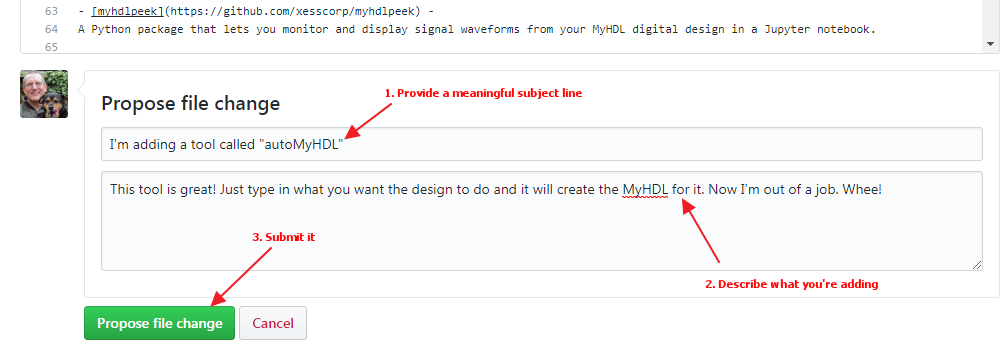 63 - [myhdlpeek](https://github.com/xesscorp/myhdlpeek) -
64 A Python package that lets you monitor and display signal waveforms from your MyHDL digital design in a Jupyter notebook.
65
Propose file change
1. Provide a meaningful subject line
I'm adding a tool called "autoMyHDL"
This tool is great! Just type in what you want the design to do and it will create the MyHDL for it. Now I'm out of a job. Whee!
3. Submit it
2. Describe what you're adding
Propose file change
Cancel